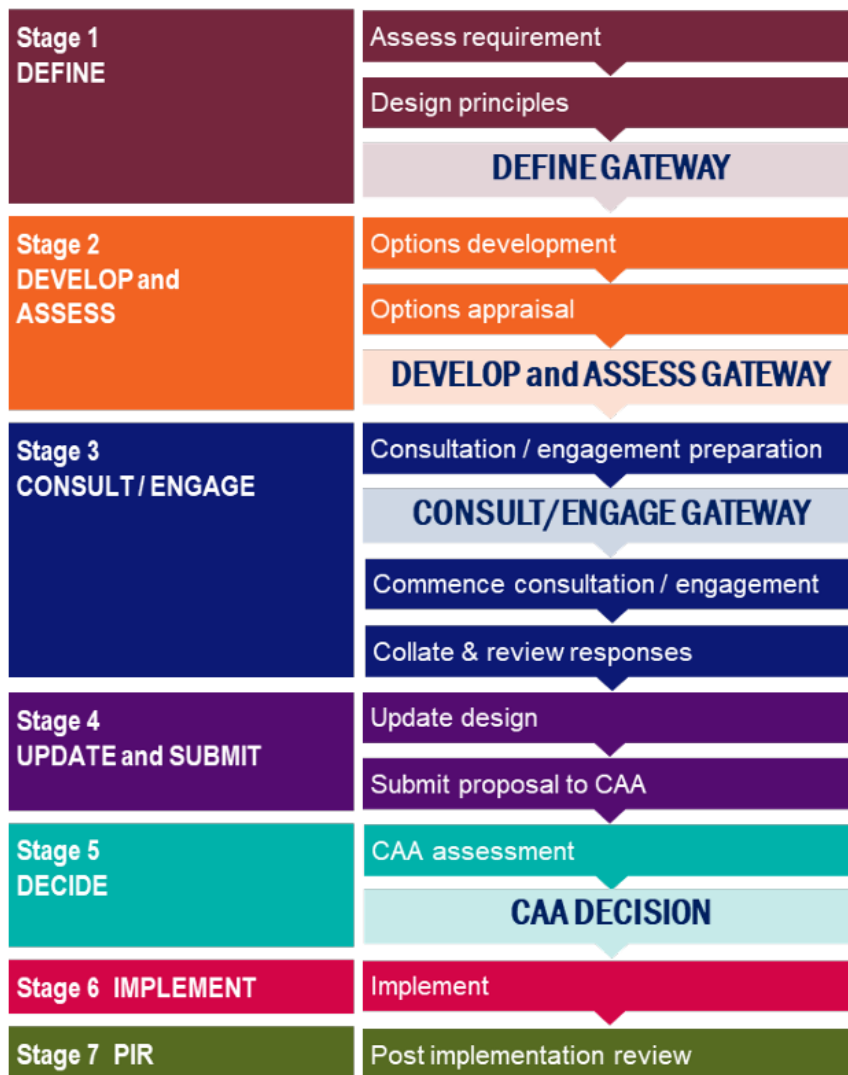 Stage 1
DEFINE
Assess requirement
Design principles
DEFINE GATEWAY
Stage 2
DEVELOP and
ASSESS
Options development
Options appraisal
DEVELOP and ASSESS GATEWAY
Stage 3
CONSULT / ENGAGE
Consultation / engagement preparation
CONSULT/ENGAGE GATEWAY
Commence consultation / engagement
Collate & review responses
Stage 4
UPDATE and SUBMIT
Update design
Submit proposal to CAA
Stage 5
DECIDE
CAA assessment
CAA DECISION
Stage 6 IMPLEMENT
Implement
Stage 7 PIR
Post implementation review